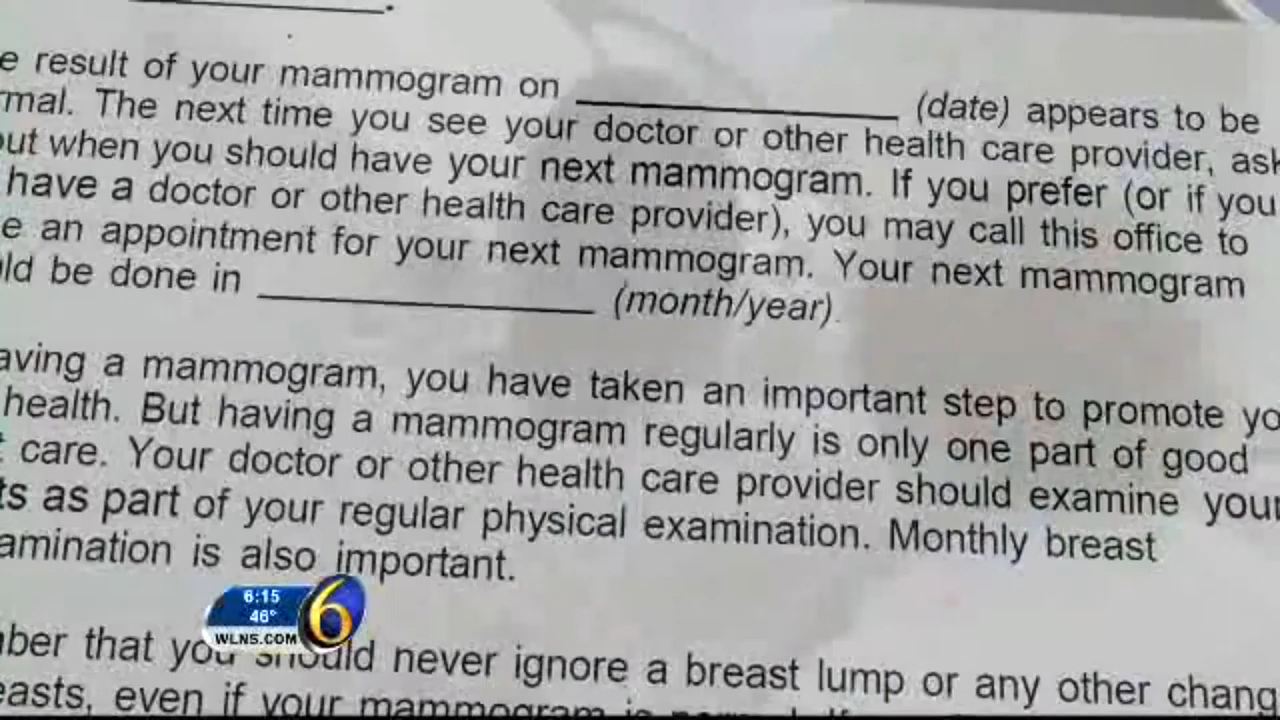 e result of your mammogram on ____________ (date) appears to be
rmal. The next time you see your doctor or other health care provider, ask
out when you should have your next mammogram. If you prefer (or if you
have a doctor or other health care provider), you may call this office to
e an appointment for your next mammogram. Your next mammogram
ld be done in ____________ (month/year).
aving a mammogram, you have taken an important step to promote yo
health. But having a mammogram regularly is only one part of good
t care. Your doctor or other health care provider should examine your
ts as part of your regular physical examination. Monthly breast
amination is also important.
6:15
46°
WLNS.COM
6
ber that you should never ignore a breast lump or any other chang
easts, even if your mammogram is normal. If